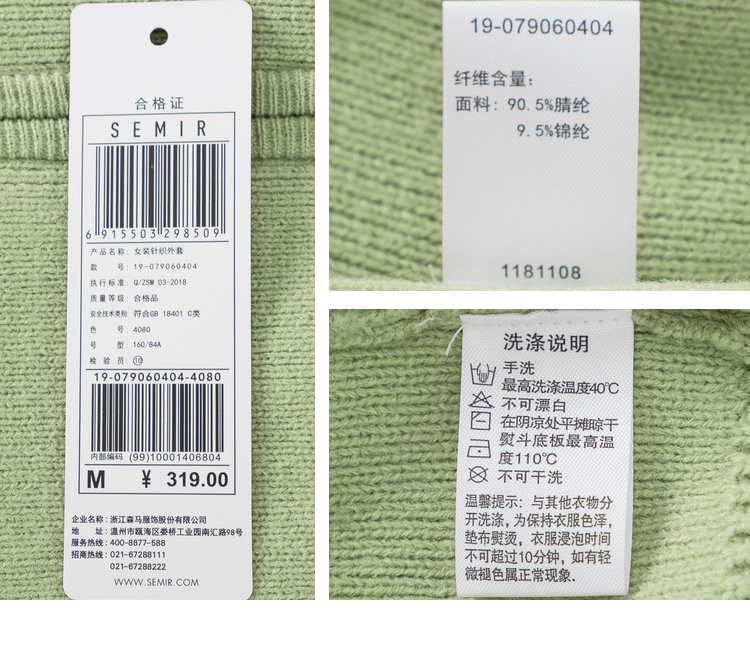 合格证
SEMIR
6 915503 298509
产品名称: 女装针织外套
款 号: 19-079060404
执行标准: Q/ZSM 03-2018
质量等级: 合格品
安全技术类别: 符合GB 18401 C类
色 号: 4080
号 型: 160/84A
检 验 员: ⑩
19-079060404-4080
内部编码 (99)10001406804
M ¥ 319.00
企业名称: 浙江森马服饰股份有限公司
地 址: 温州市瓯海区娄桥工业园南汇路98号
服务热线: 400-8877-588
招商热线: 021-67288111
021-67288222
WWW.SEMIR.COM
19-079060404
纤维含量:
面料: 90.5%腈纶
9.5%锦纶
1181108
洗涤说明
手洗
最高洗涤温度40℃
不可漂白
在阴凉处平摊晾干
熨斗底板最高温
度110℃
不可干洗
温馨提示: 与其他衣物分
开洗涤, 为保持衣服色泽,
垫布熨烫, 衣服浸泡时间
不可超过10分钟, 如有轻
微褪色属正常现象.